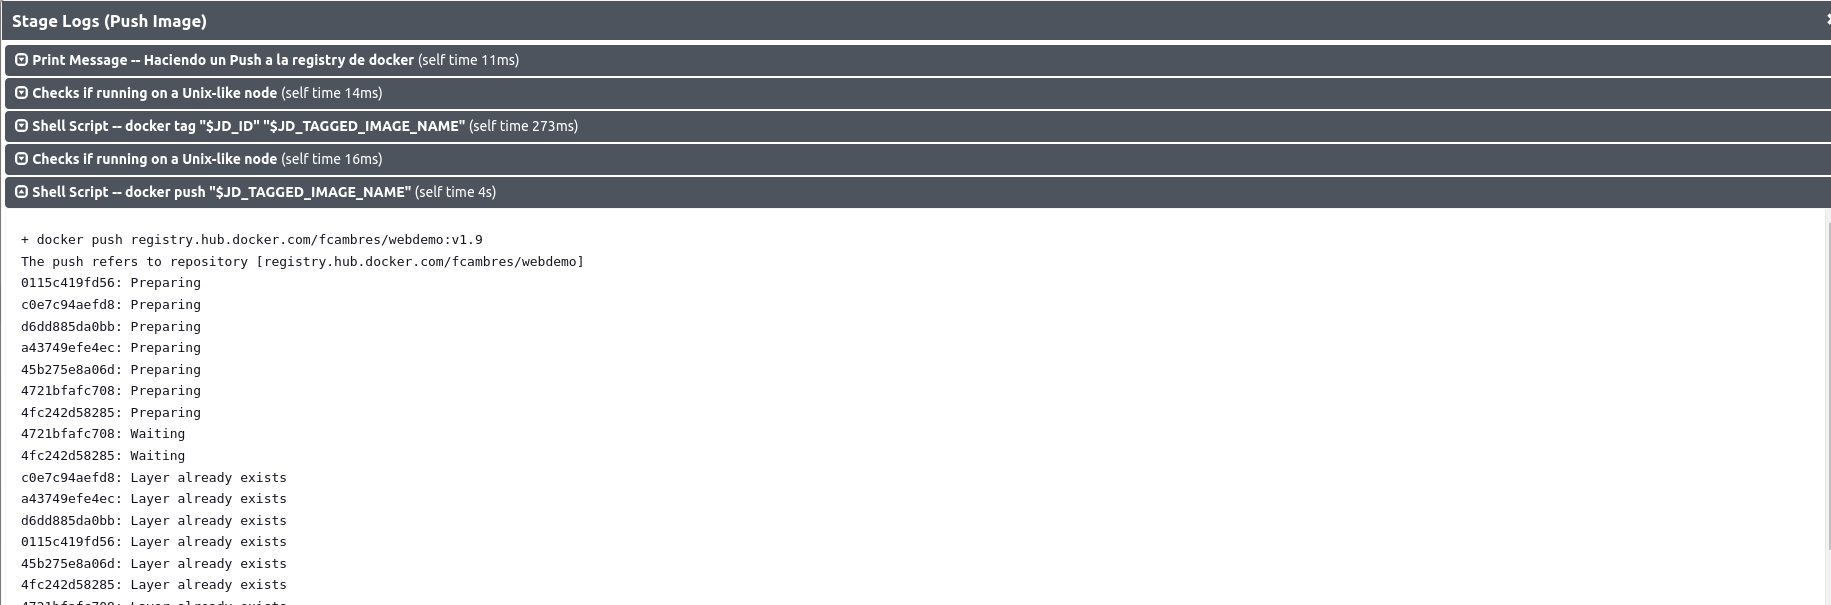 Stage Logs (Push Image)
Print Message -- Haciendo un Push a la registry de docker (self time 11ms)
Checks if running on a Unix-like node (self time 14ms)
Shell Script -- docker tag "$JD_ID" "$JD_TAGGED_IMAGE_NAME" (self time 273ms)
Checks if running on a Unix-like node (self time 16ms)
Shell Script -- docker push "$JD_TAGGED_IMAGE_NAME" (self time 4s)
+ docker push registry.hub.docker.com/fcambres/webdemo:v1.9
The push refers to repository [registry.hub.docker.com/fcambres/webdemo]
0115c419fd56: Preparing
c0e7c94aefd8: Preparing
d6dd885da0bb: Preparing
a43749efe4ec: Preparing
45b275e8a06d: Preparing
4721bfafc708: Preparing
4fc242d58285: Preparing
4721bfafc708: Waiting
4fc242d58285: Waiting
c0e7c94aefd8: Layer already exists
a43749efe4ec: Layer already exists
d6dd885da0bb: Layer already exists
0115c419fd56: Layer already exists
45b275e8a06d: Layer already exists
4fc242d58285: Layer already exists
4721bfafc708: Layer already exists